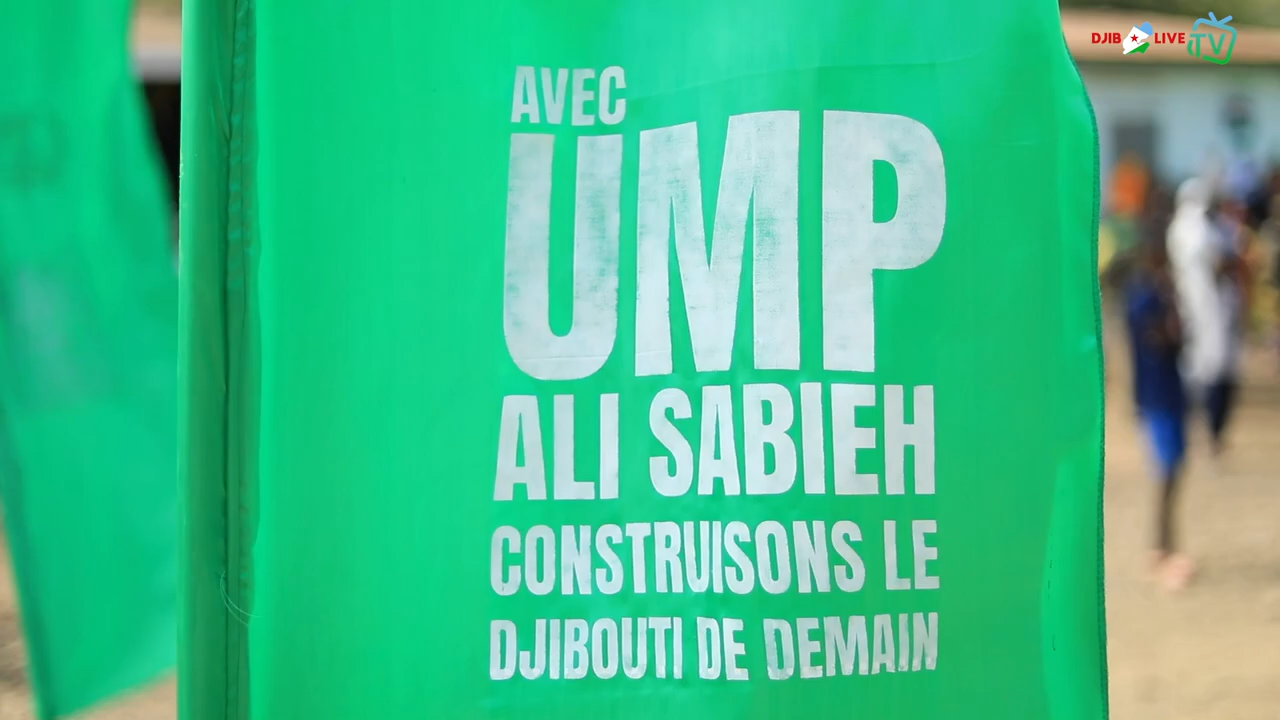 DJIB LIVE TV
AVEC
UMP
ALI SABIEH
CONSTRUISONS LE
DJIBOUTI DE DEMAIN